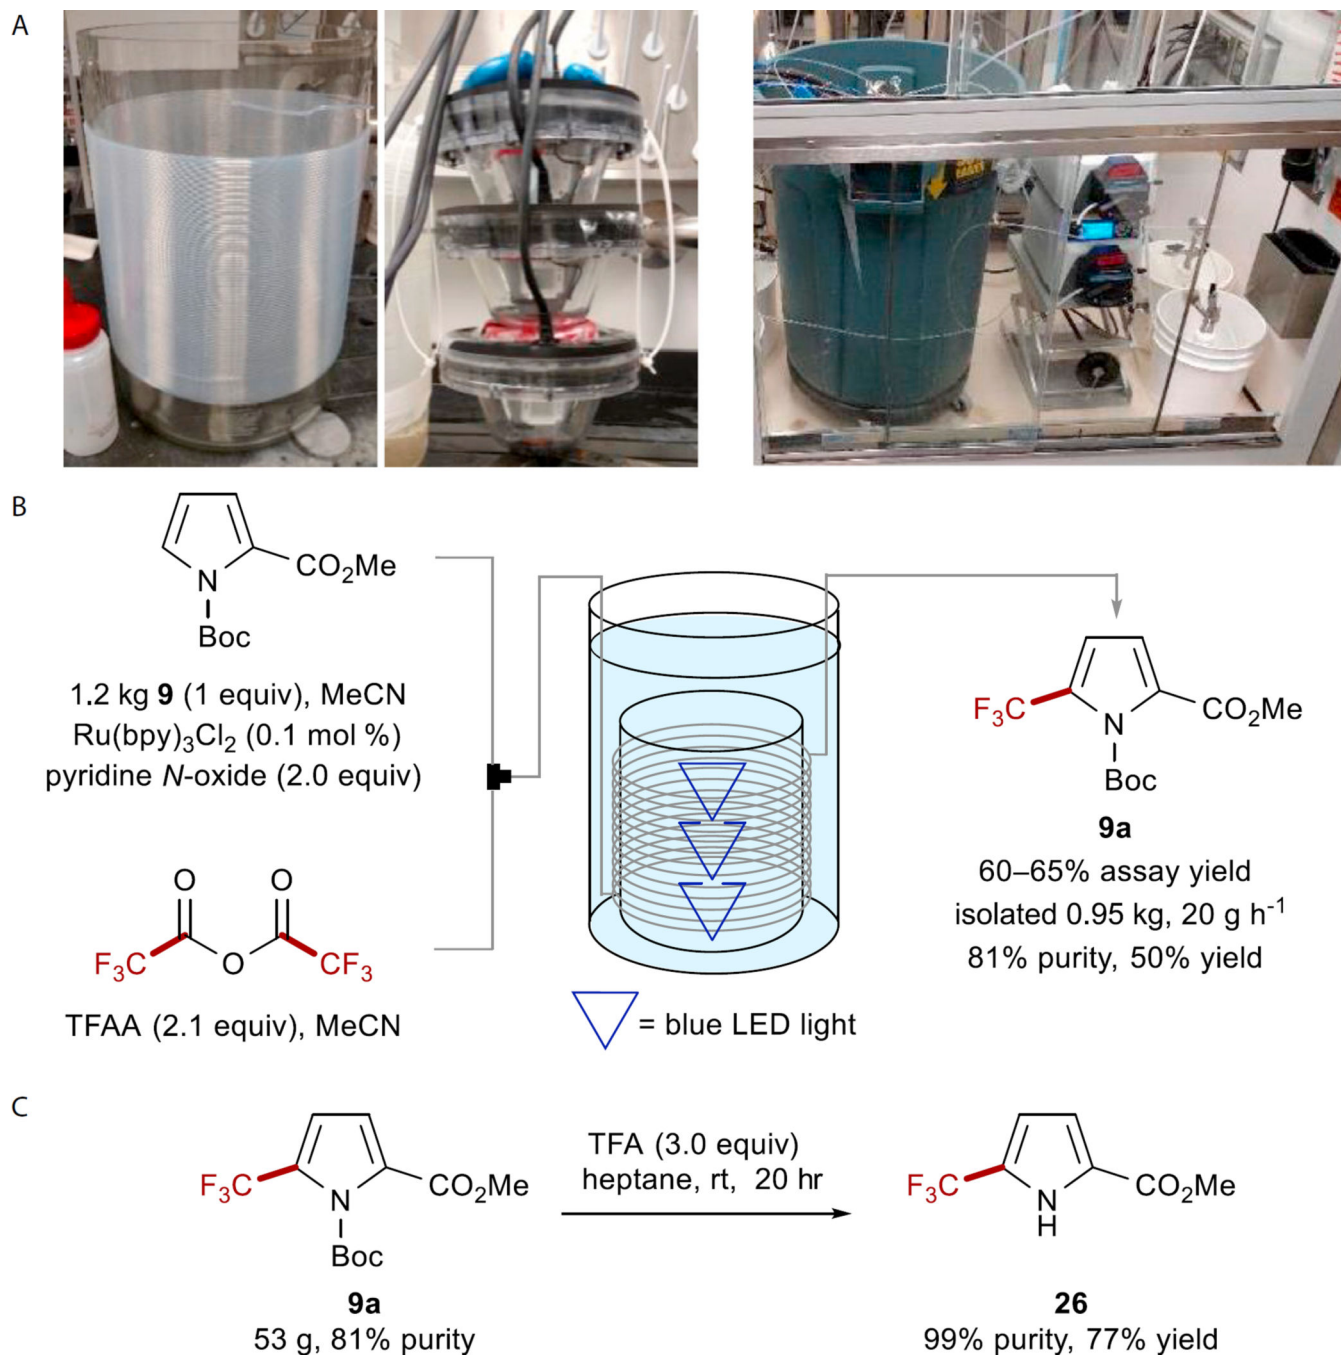 A
B
N
CO₂Me
Boc
1.2 kg 9 (1 equiv), MeCN
Ru(bpy)₃Cl₂ (0.1 mol %)
pyridine N-oxide (2.0 equiv)
O O
F₃C O CF₃
TFAA (2.1 equiv), MeCN
= blue LED light
F₃C N CO₂Me
Boc
9a
60–65% assay yield
isolated 0.95 kg, 20 g h⁻¹
81% purity, 50% yield
C
F₃C N CO₂Me
Boc
9a
53 g, 81% purity
TFA (3.0 equiv)
heptane, rt, 20 hr
F₃C N CO₂Me
H
26
99% purity, 77% yield